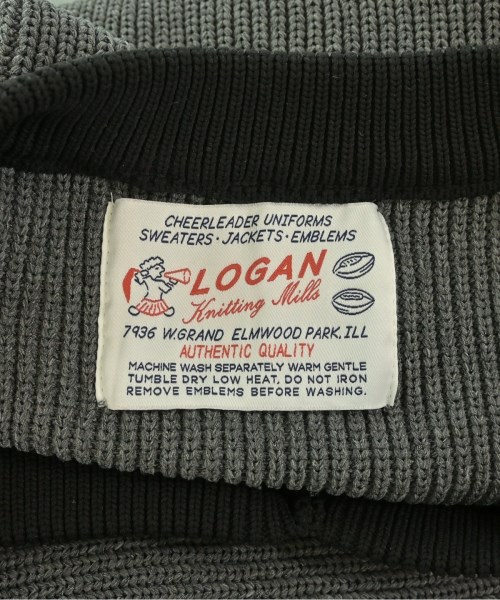 CHEERLEADER UNIFORMS
SWEATERS · JACKETS · EMBLEMS
LOGAN
Knitting Mills
7936 W. GRAND ELMWOOD PARK, ILL
AUTHENTIC QUALITY
MACHINE WASH SEPARATELY WARM GENTLE
TUMBLE DRY LOW HEAT, DO NOT IRON
REMOVE EMBLEMS BEFORE WASHING.